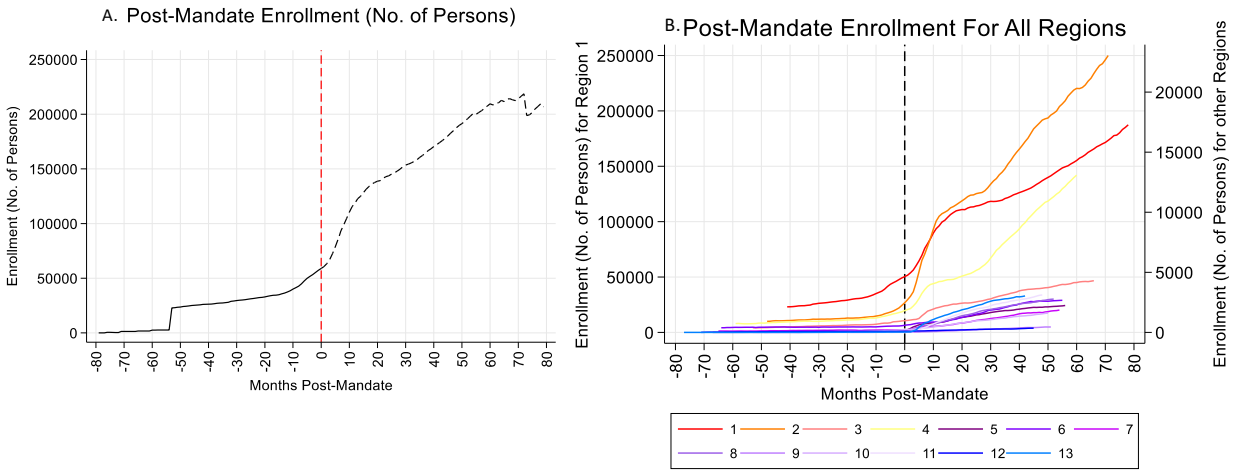 A. Post-Mandate Enrollment (No. of Persons)
Enrollment (No. of Persons)
250000
200000
150000
100000
50000
0
-80 -70 -60 -50 -40 -30 -20 -10 0 10 20 30 40 50 60 70 80
Months Post-Mandate
B. Post-Mandate Enrollment For All Regions
Enrollment (No. of Persons) for Region 1
250000
200000
150000
100000
50000
0
20000
15000
10000
5000
0
Enrollment (No. of Persons) for other Regions
-80 -70 -60 -50 -40 -30 -20 -10 0 10 20 30 40 50 60 70 80
Months Post-Mandate
1 2 3 4 5 6 7
8 9 10 11 12 13